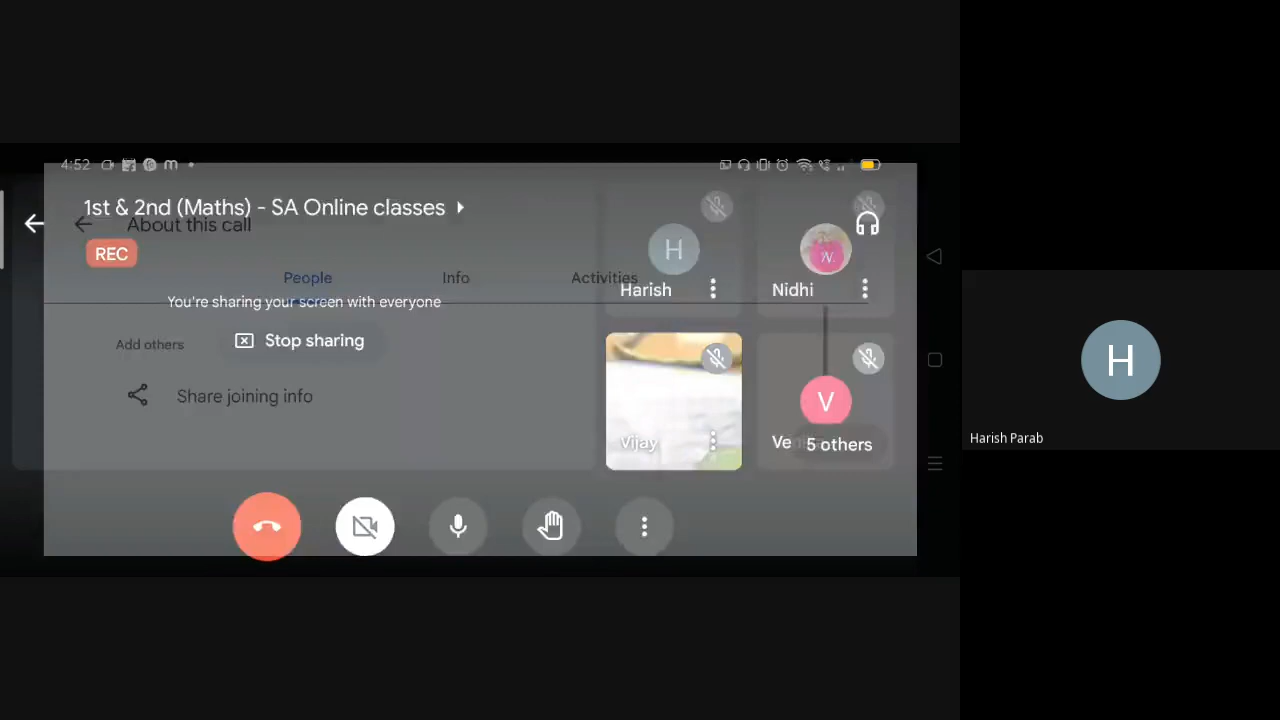 4:52
1st & 2nd (Maths) - SA Online classes
About this call
REC
People Info Activities
You're sharing your screen with everyone
Stop sharing
Add others
Share joining info
H
Harish
N
Nidhi
Vijay
V
Ve 5 others
H
Harish Parab